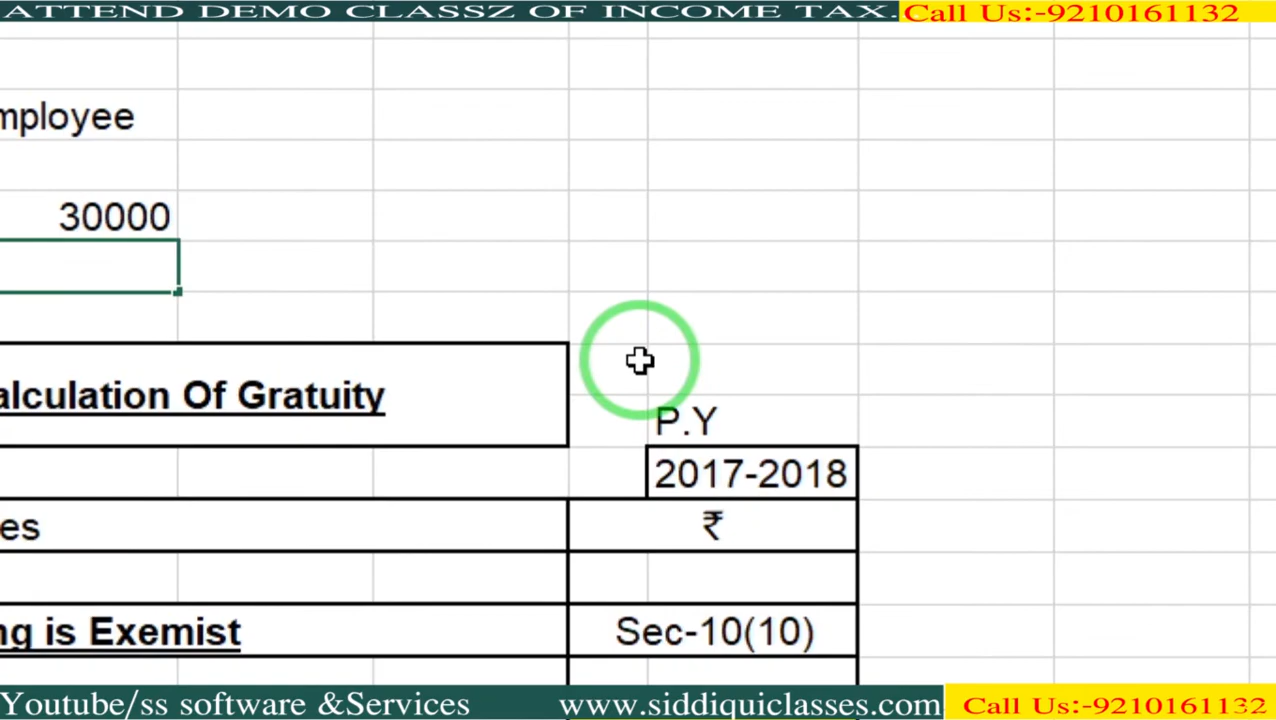 ATTEND DEMO CLASSZ OF INCOME TAX. Call Us:-9210161132
mployee
30000
alculation Of Gratuity
P.Y
2017-2018
es ₹
ng is Exemist Sec-10(10)
Youtube/ss software &Services www.siddiquiclasses.com Call Us:-9210161132